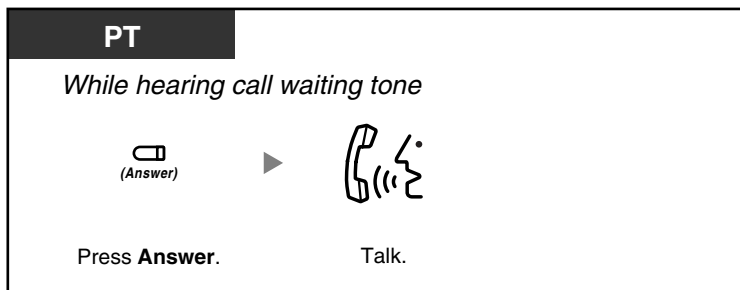 PT
While hearing call waiting tone
(Answer)
Press Answer. Talk.